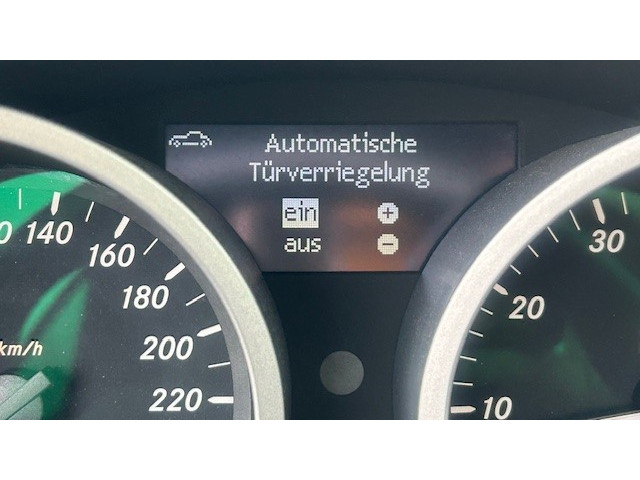 Automatische
Türverriegelung
ein +
aus −
140
160
180
200
220
km/h
30
20
10